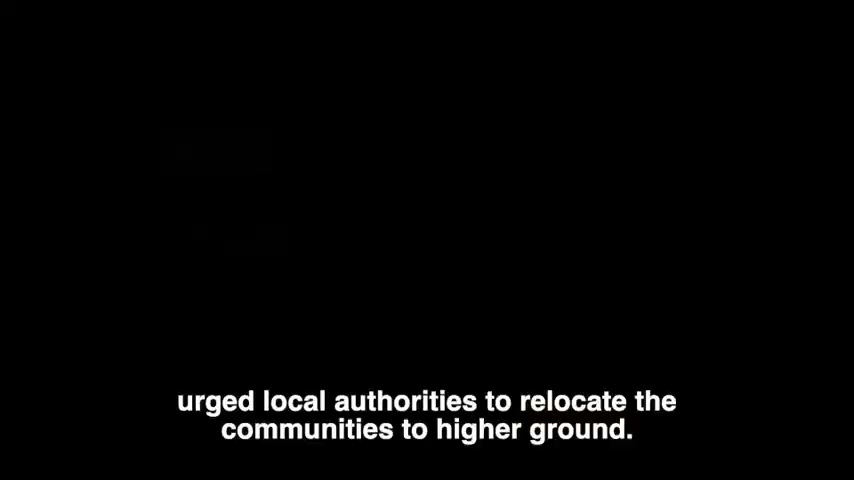 urged local authorities to relocate the
communities to higher ground.